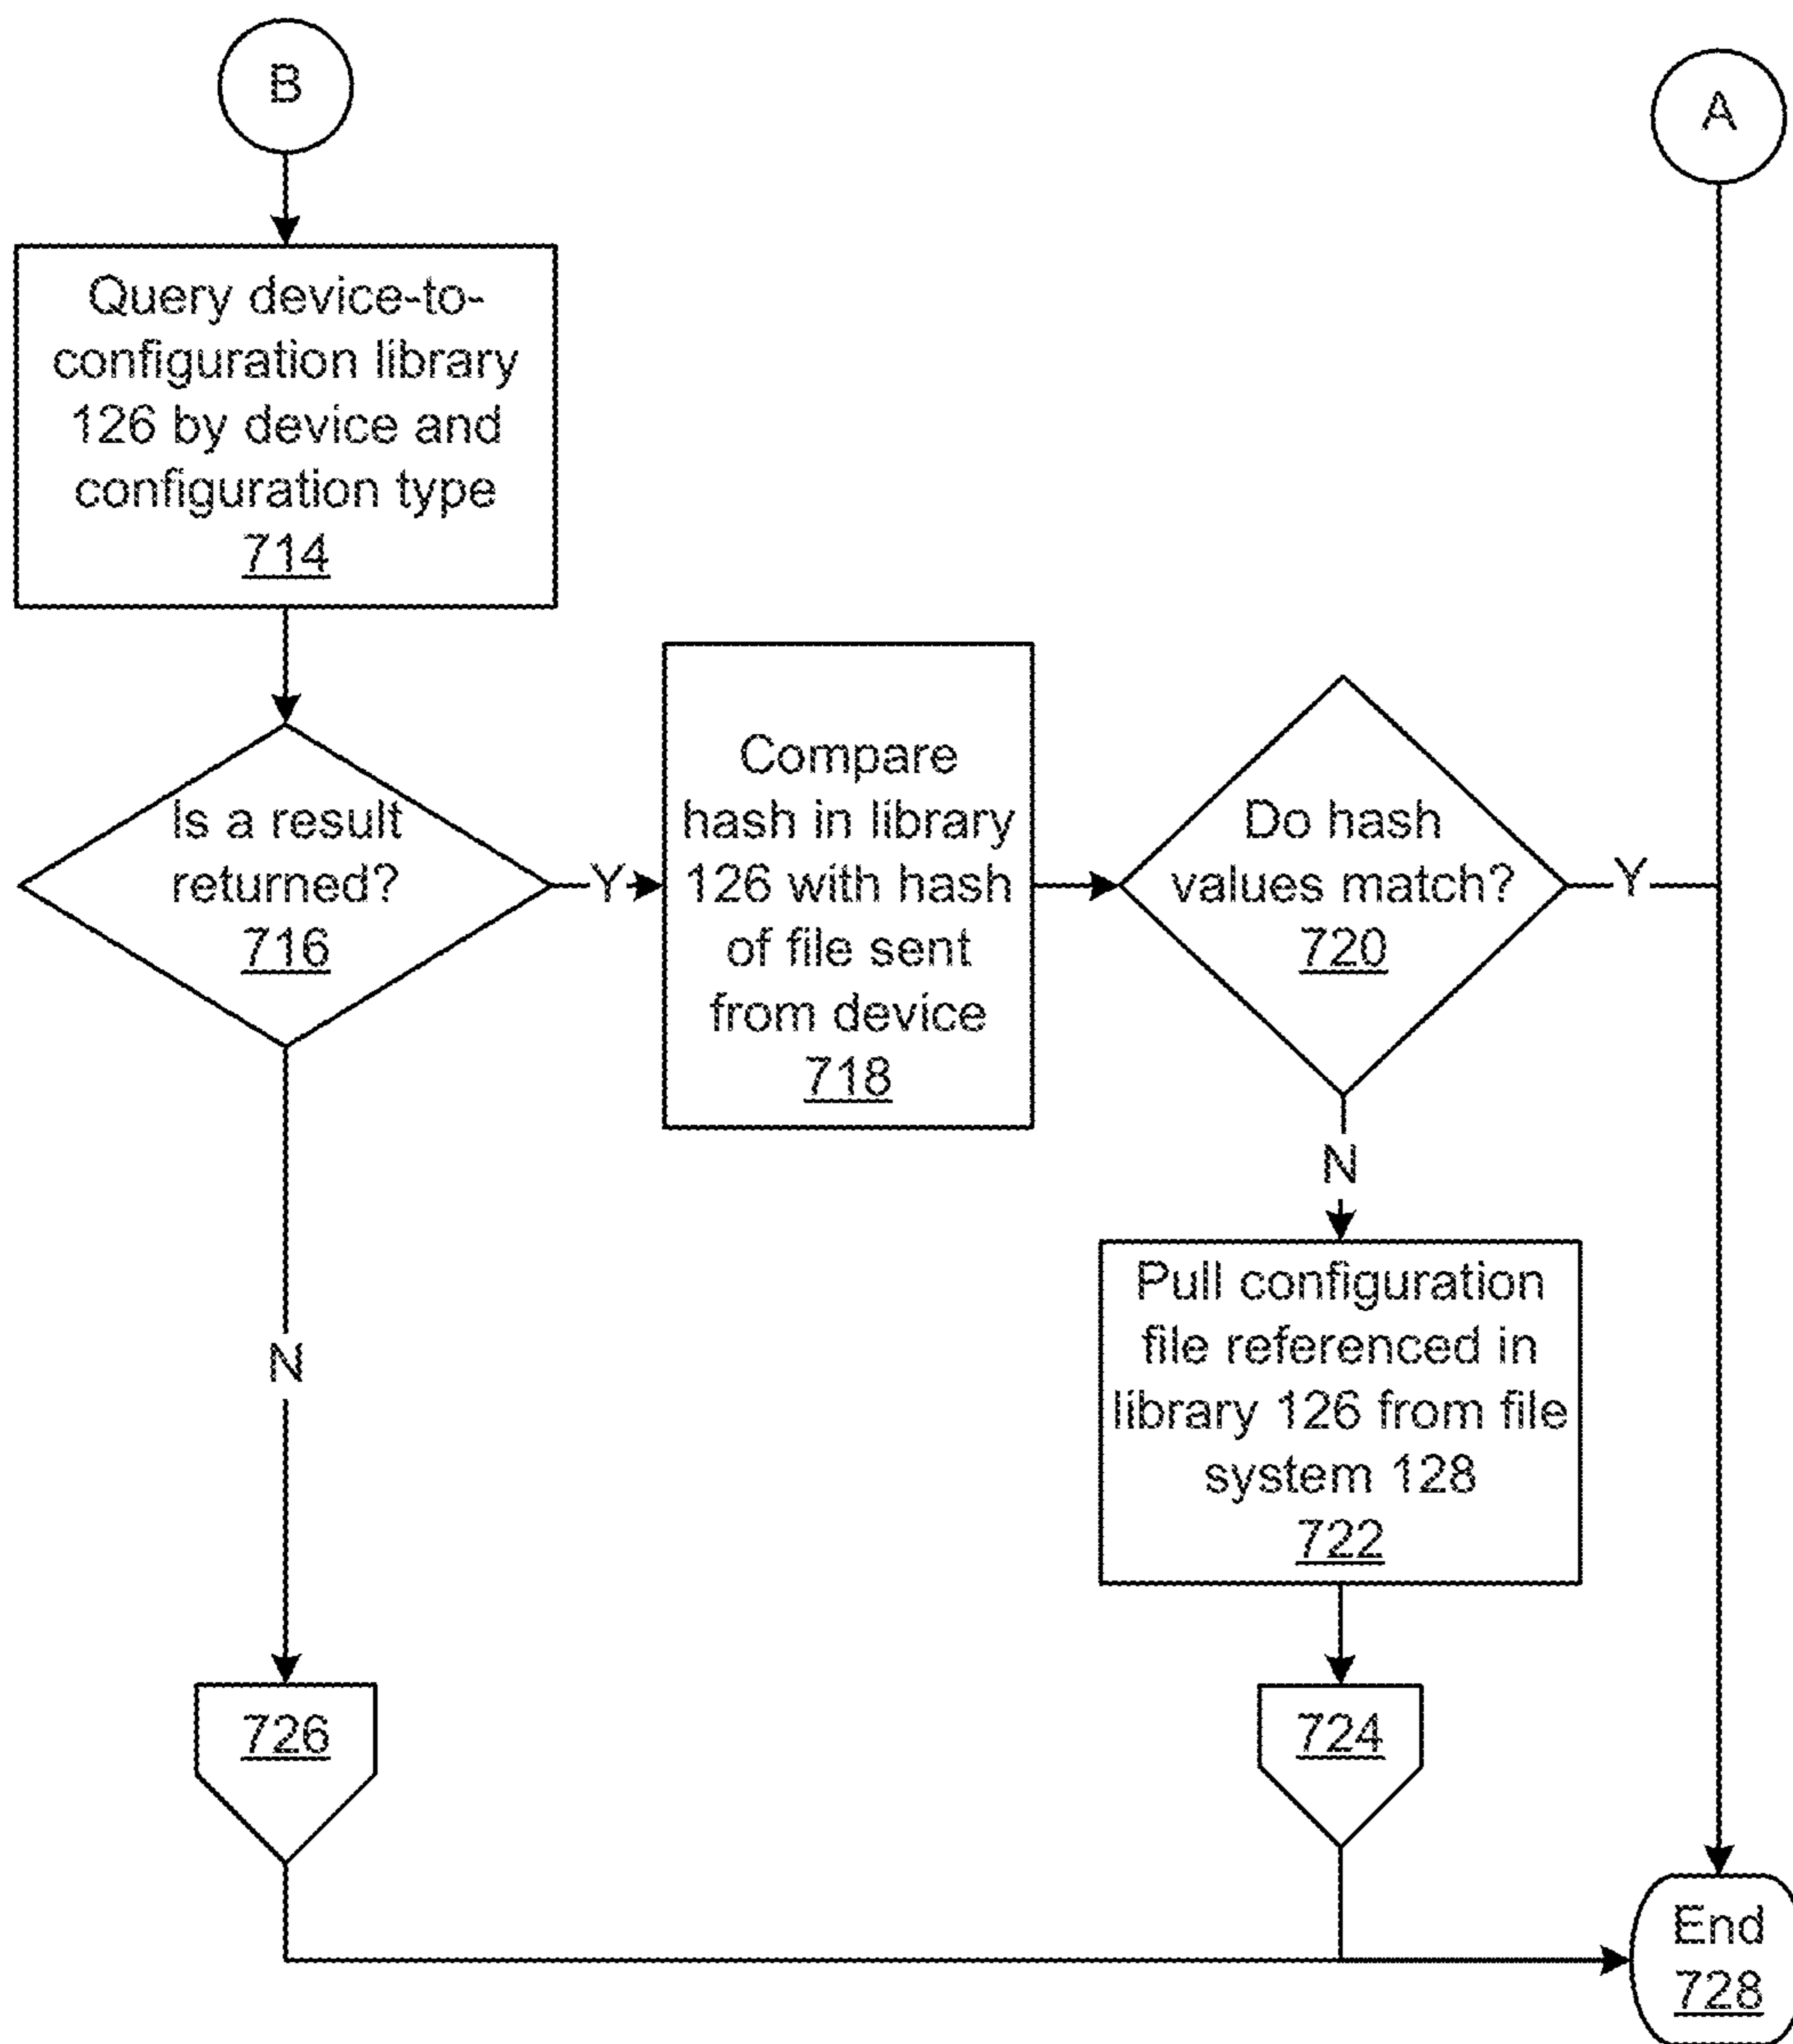 B
A
Query device-to-
configuration library
126 by device and
configuration type
714
Is a result
returned?
716
Y
Compare
hash in library
126 with hash
of file sent
from device
718
Do hash
values match?
720
Y
N
Pull configuration
file referenced in
library 126 from file
system 128
722
N
726
724
End
728